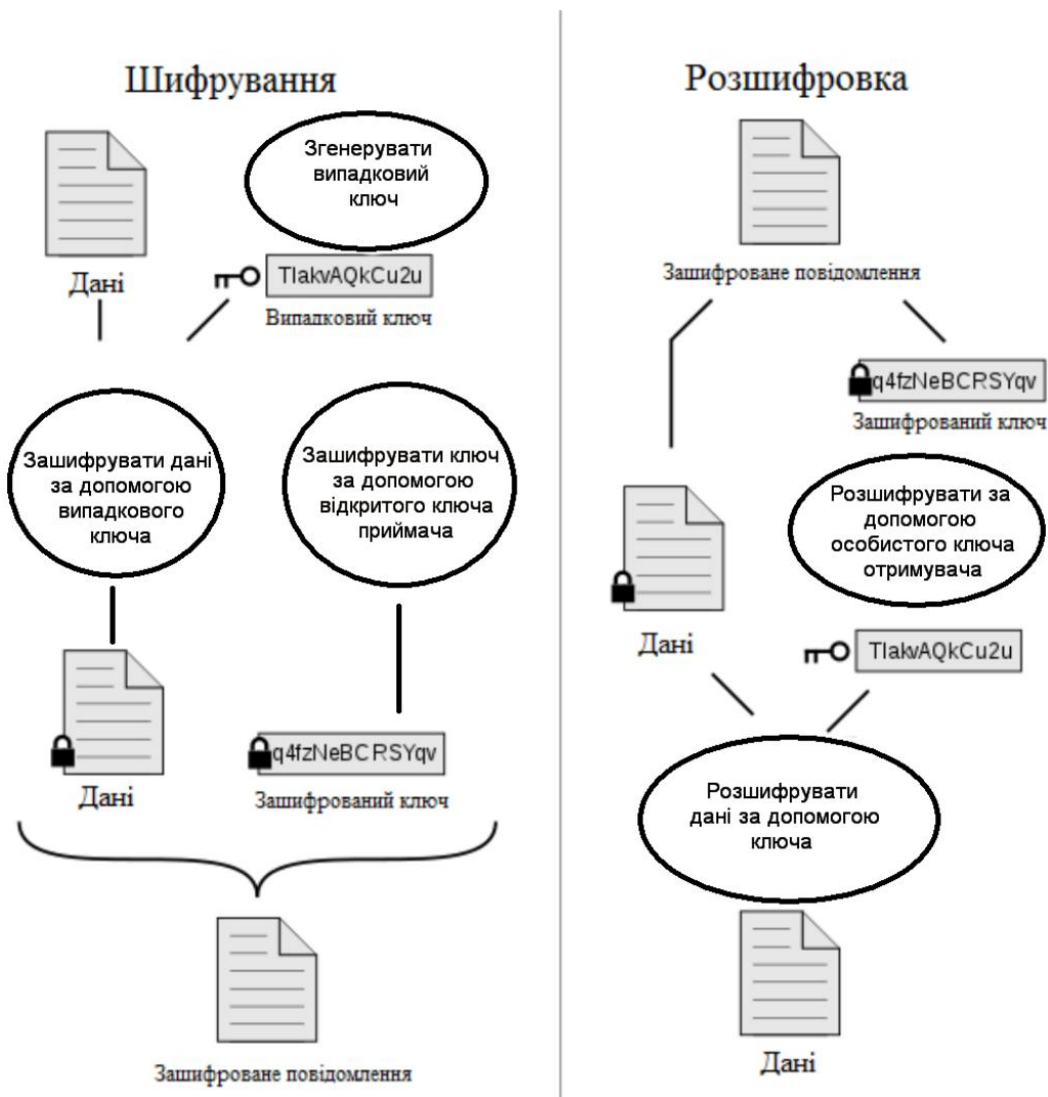 Шифрування
Згенерувати
випадковий
ключ
Дані
TIakvAQkCu2u
Випадковий ключ
Зашифрувати дані
за допомогою
випадкового
ключа
Зашифрувати ключ
за допомогою
відкритого ключа
приймача
Дані
q4fzNeBCRSYqv
Зашифрований ключ
Зашифроване повідомлення
Розшифровка
Зашифроване повідомлення
q4fzNeBCRSYqv
Зашифрований ключ
Розшифрувати за
допомогою
особистого ключа
отримувача
Дані
TIakvAQkCu2u
Розшифрувати
дані за допомогою
ключа
Дані